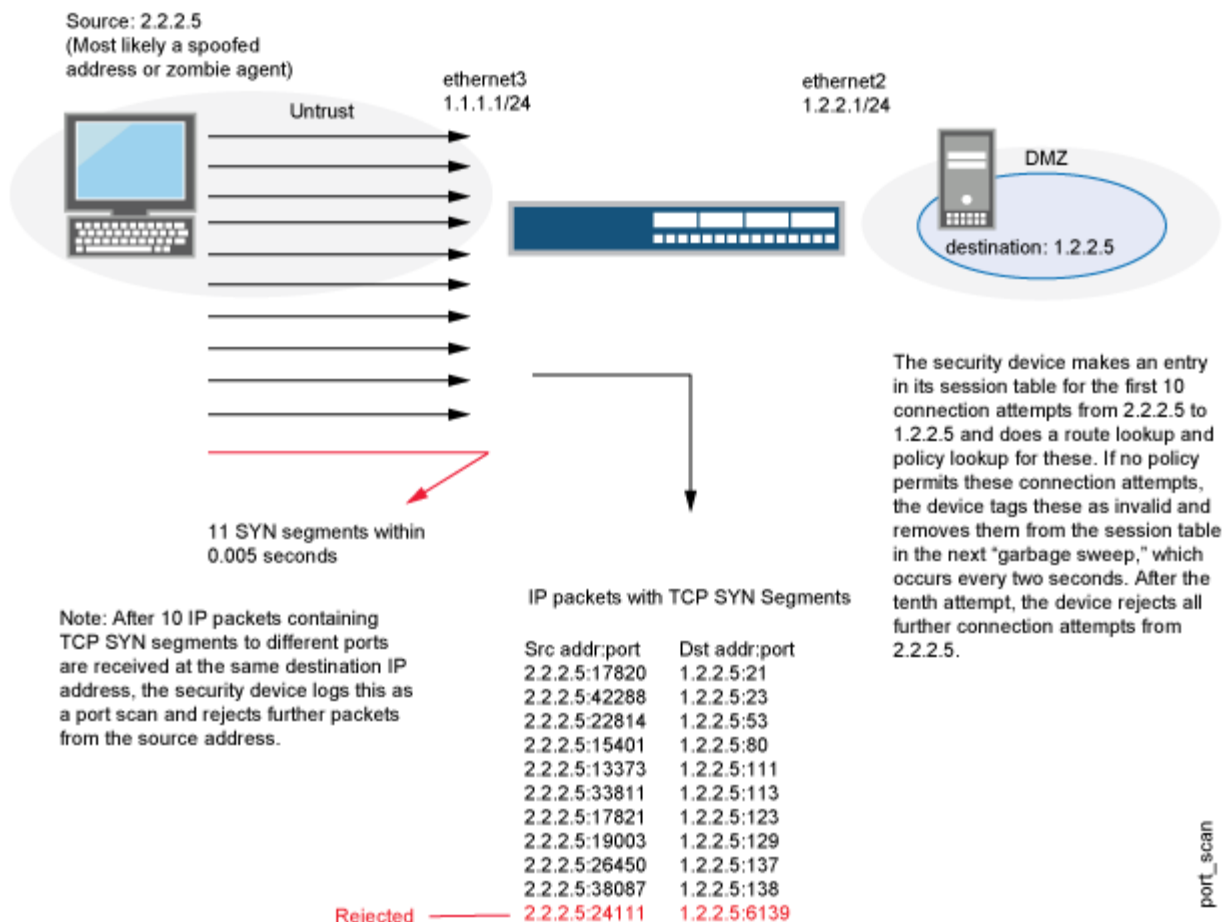 Source: 2.2.2.5
(Most likely a spoofed
address or zombie agent)
Untrust
ethernet3
1.1.1.1/24
ethernet2
1.2.2.1/24
DMZ
destination: 1.2.2.5
11 SYN segments within
0.005 seconds
Note: After 10 IP packets containing
TCP SYN segments to different ports
are received at the same destination IP
address, the security device logs this as
a port scan and rejects further packets
from the source address.
The security device makes an entry
in its session table for the first 10
connection attempts from 2.2.2.5 to
1.2.2.5 and does a route lookup and
policy lookup for these. If no policy
permits these connection attempts,
the device tags these as invalid and
removes them from the session table
in the next “garbage sweep,” which
occurs every two seconds. After the
tenth attempt, the device rejects all
further connection attempts from
2.2.2.5.
IP packets with TCP SYN Segments
Src addr:port Dst addr:port
2.2.2.5:17820 1.2.2.5:21
2.2.2.5:42288 1.2.2.5:23
2.2.2.5:22814 1.2.2.5:53
2.2.2.5:15401 1.2.2.5:80
2.2.2.5:13373 1.2.2.5:111
2.2.2.5:33811 1.2.2.5:113
2.2.2.5:17821 1.2.2.5:123
2.2.2.5:19003 1.2.2.5:129
2.2.2.5:26450 1.2.2.5:137
2.2.2.5:38087 1.2.2.5:138
Rejected 2.2.2.5:24111 1.2.2.5:6139
port_scan